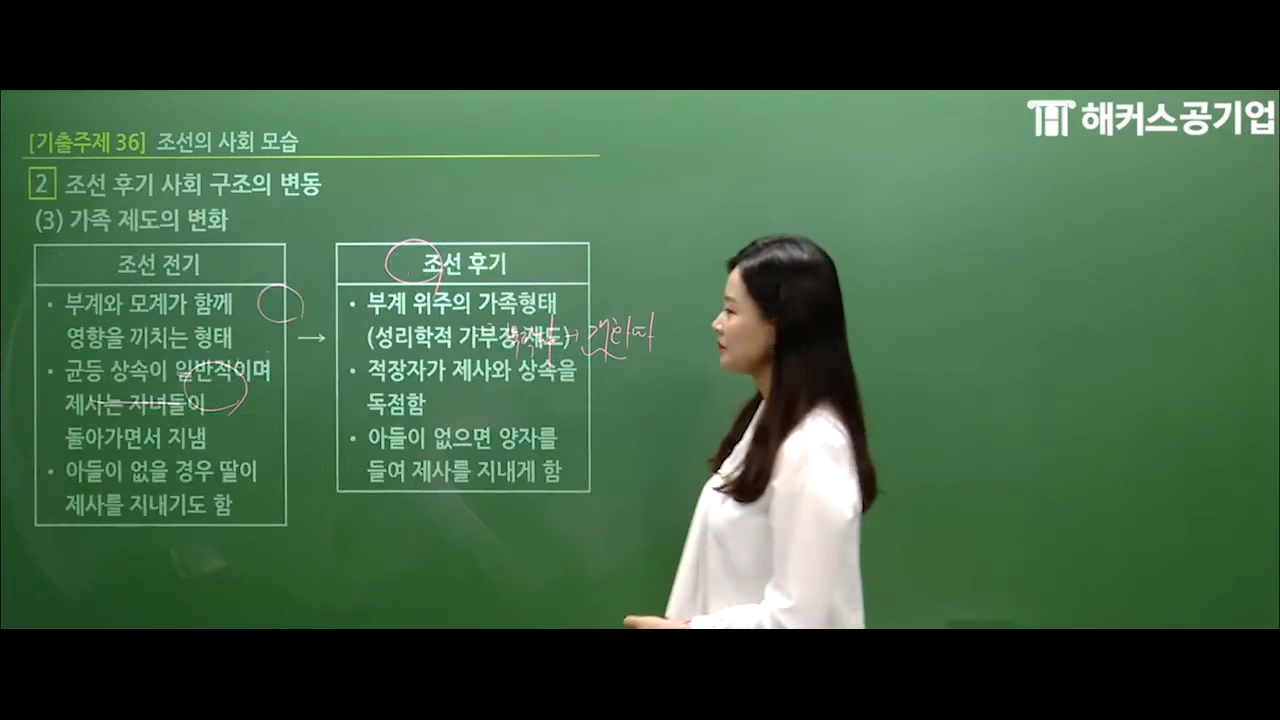 해커스공기업
[기출주제 36] 조선의 사회 모습
2 조선 후기 사회 구조의 변동
(3) 가족 제도의 변화
조선 전기
• 부계와 모계가 함께
영향을 끼치는 형태
• 균등 상속이 일반적이며
제사는 자녀들이
돌아가면서 지냄
• 아들이 없을 경우 딸이
제사를 지내기도 함
→
조선 후기
• 부계 위주의 가족형태
(성리학적 가부장 제도)
• 적장자가 제사와 상속을
독점함
• 아들이 없으면 양자를
들여 제사를 지내게 함